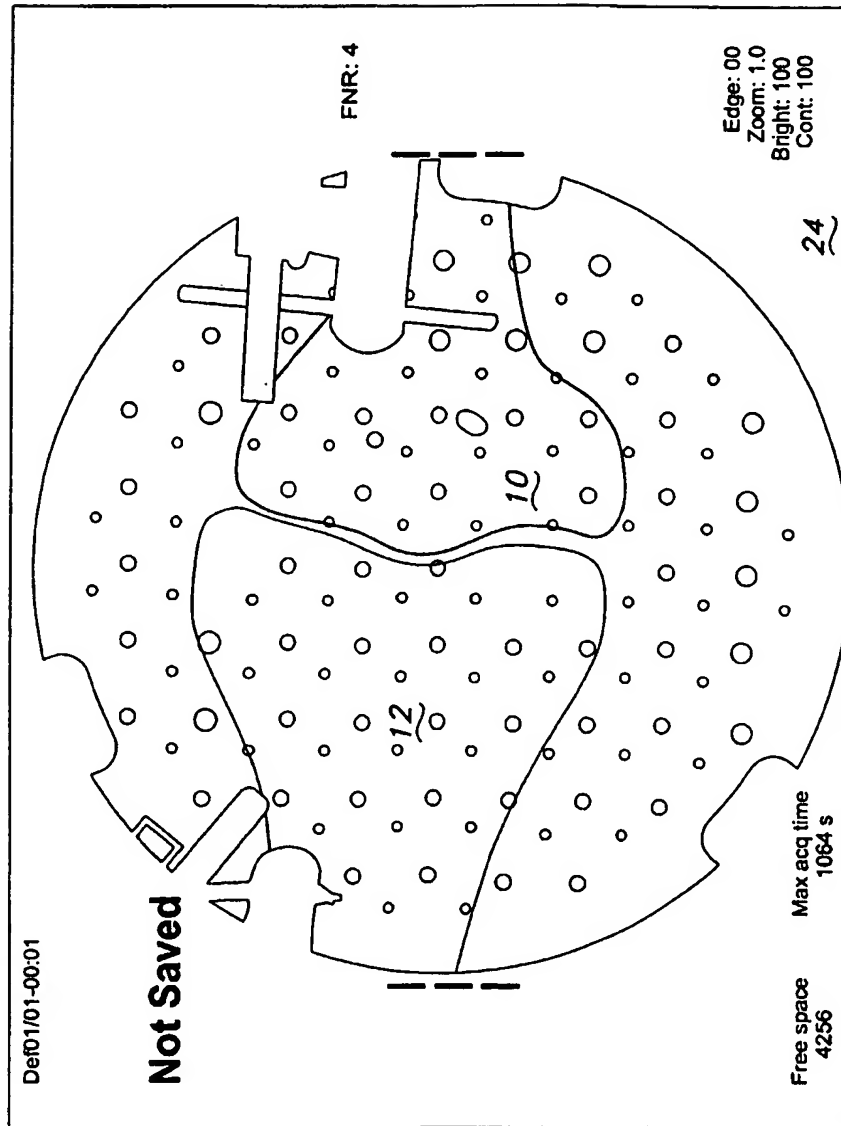 Def01/01-00:01
Not Saved
FNR: 4
12
10
24
Free space
4256
Max acq time
1064 s
Edge: 00
Zoom: 1.0
Bright: 100
Cont: 100